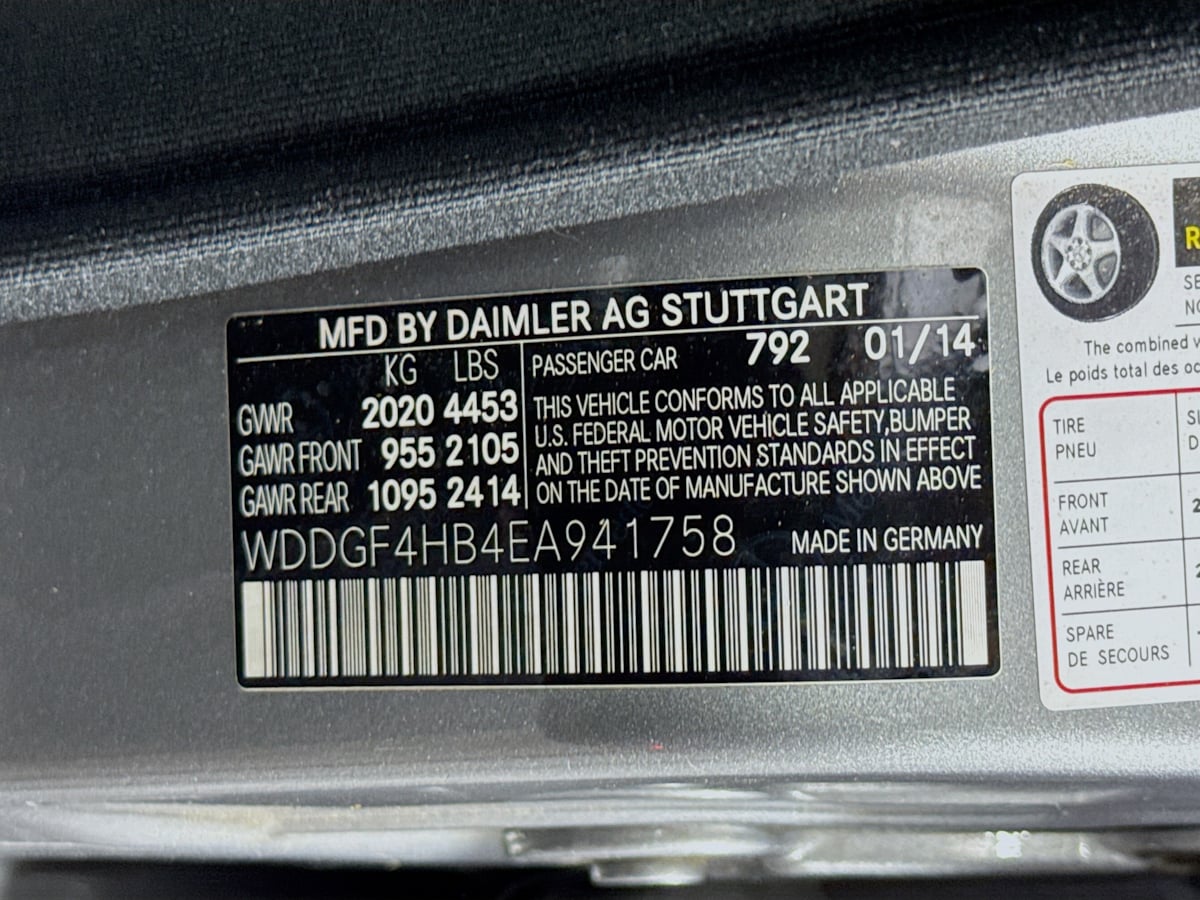 MFD BY DAIMLER AG STUTTGART
KG LBS
GVWR 2020 4453
GAWR FRONT 955 2105
GAWR REAR 1095 2414
PASSENGER CAR 792 01/14
THIS VEHICLE CONFORMS TO ALL APPLICABLE
U.S. FEDERAL MOTOR VEHICLE SAFETY,BUMPER
AND THEFT PREVENTION STANDARDS IN EFFECT
ON THE DATE OF MANUFACTURE SHOWN ABOVE
WDDGF4HB4EA941758 MADE IN GERMANY
The combined
Le poids total des
TIRE
PNEU
FRONT
AVANT
REAR
ARRIÈRE
SPARE
DE SECOURS